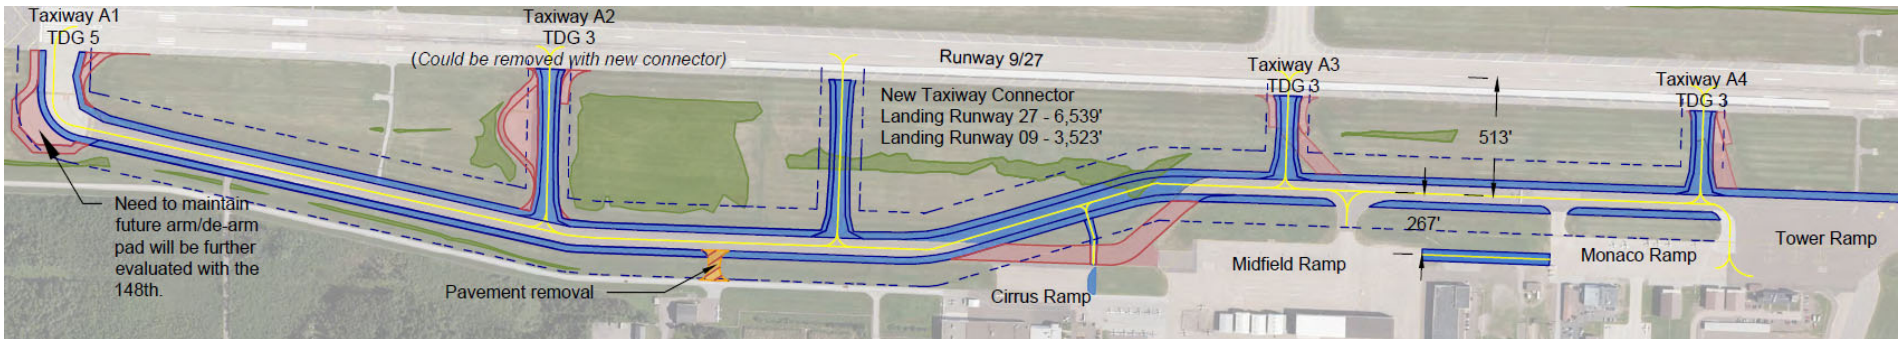 Taxiway A1
TDG 5
Taxiway A2
TDG 3
(Could be removed with new connector)
Runway 9/27
New Taxiway Connector
Landing Runway 27 - 6,539'
Landing Runway 09 - 3,523'
Taxiway A3
TDG 3
Taxiway A4
TDG 3
513'
267'
Need to maintain
future arm/de-arm
pad will be further
evaluated with the
148th.
Pavement removal
Cirrus Ramp
Midfield Ramp
Monaco Ramp
Tower Ramp